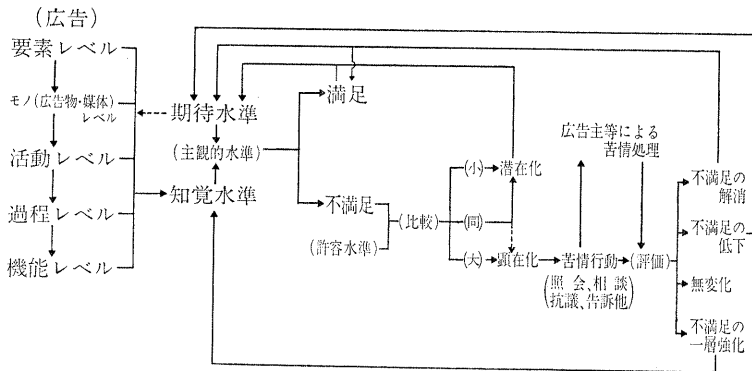 (広告)
要素レベル
モノ(広告物・媒体)
レベル
活動レベル
過程レベル
機能レベル
期待水準
(主観的水準)
知覚水準
満足
不満足
(許容水準)
(比較)
(小)
潜在化
(同)
(大)
顕在化
広告主等による
苦情処理
苦情行動
(照会、相談
抗議、告訴他)
(評価)
不満足の
解消
不満足の
低下
無変化
不満足の
一層強化